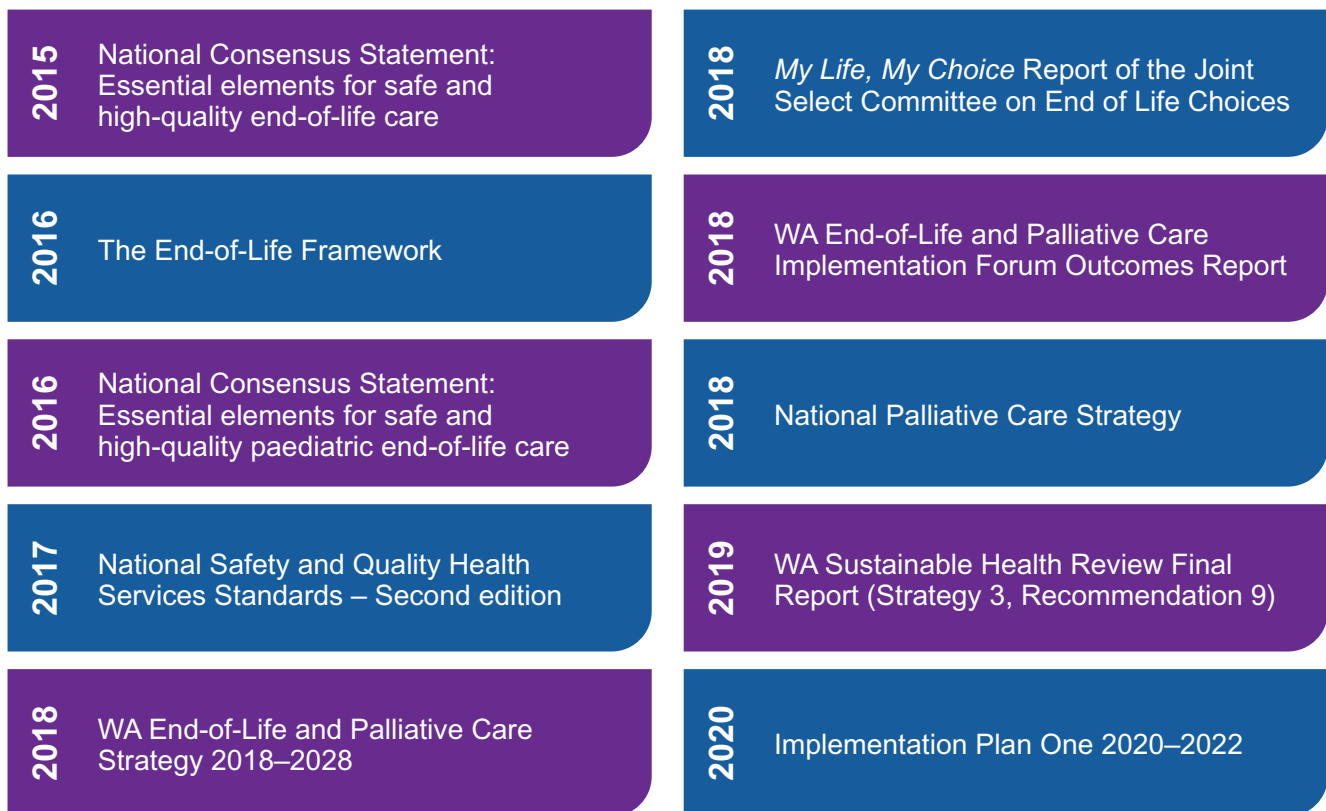 2015
National Consensus Statement:
Essential elements for safe and
high-quality end-of-life care
2016
The End-of-Life Framework
2016
National Consensus Statement:
Essential elements for safe and
high-quality paediatric end-of-life care
2017
National Safety and Quality Health
Services Standards – Second edition
2018
WA End-of-Life and Palliative Care
Strategy 2018–2028
2018
My Life, My Choice Report of the Joint
Select Committee on End of Life Choices
2018
WA End-of-Life and Palliative Care
Implementation Forum Outcomes Report
2018
National Palliative Care Strategy
2019
WA Sustainable Health Review Final
Report (Strategy 3, Recommendation 9)
2020
Implementation Plan One 2020–2022